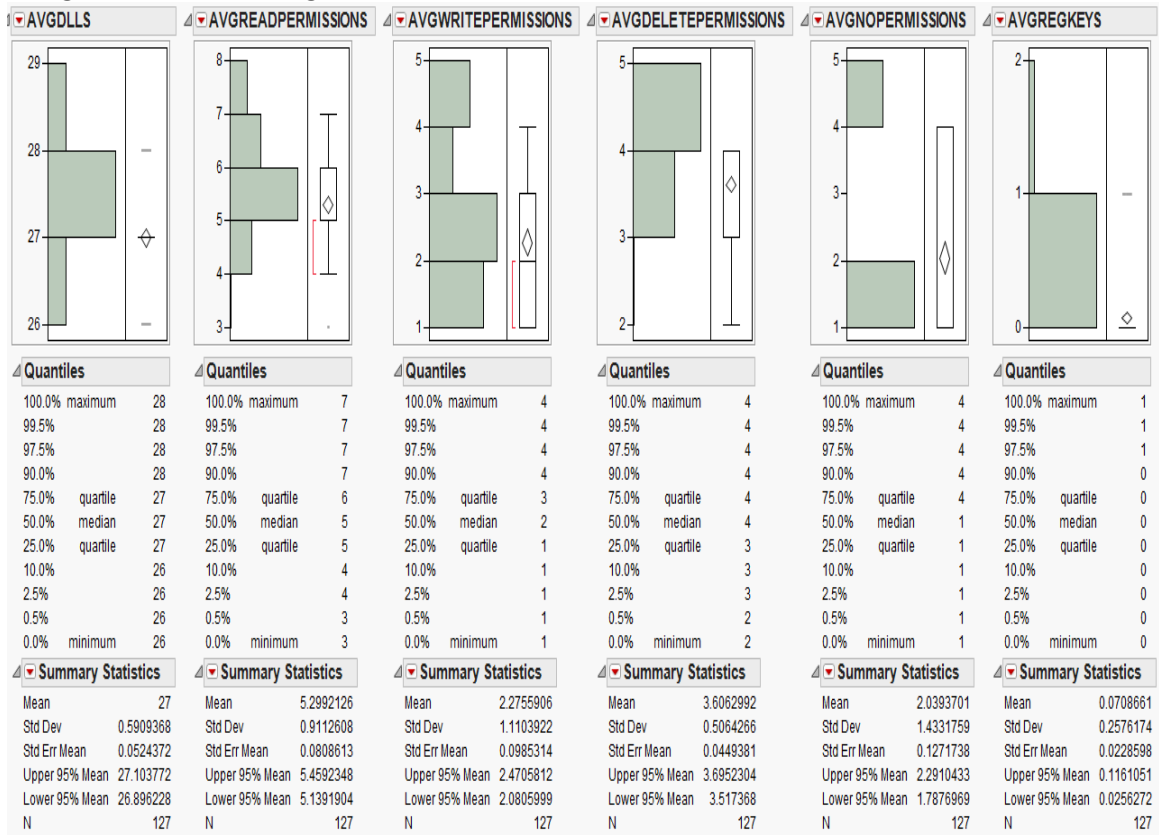 AVGDLLS AVGREADPERMISSIONS AVGWRITEPERMISSIONS AVGDELETEPERMISSIONS AVGNOPERMISSIONS AVGREGKEYS
29 8 5 5 5 2
7
28 4 4 4
6
3 3 1
27 5 3
2 2
4
26 3 1 2 1 0
Quantiles Quantiles Quantiles Quantiles Quantiles Quantiles
100.0% maximum 28 100.0% maximum 7 100.0% maximum 4 100.0% maximum 4 100.0% maximum 4 100.0% maximum 1
99.5% 28 99.5% 7 99.5% 4 99.5% 4 99.5% 4 99.5% 1
97.5% 28 97.5% 7 97.5% 4 97.5% 4 97.5% 4 97.5% 1
90.0% 28 90.0% 7 90.0% 4 90.0% 4 90.0% 4 90.0% 0
75.0% quartile 27 75.0% quartile 6 75.0% quartile 3 75.0% quartile 4 75.0% quartile 4 75.0% quartile 0
50.0% median 27 50.0% median 5 50.0% median 2 50.0% median 4 50.0% median 1 50.0% median 0
25.0% quartile 27 25.0% quartile 5 25.0% quartile 1 25.0% quartile 3 25.0% quartile 1 25.0% quartile 0
10.0% 26 10.0% 4 10.0% 1 10.0% 3 10.0% 1 10.0% 0
2.5% 26 2.5% 4 2.5% 1 2.5% 3 2.5% 1 2.5% 0
0.5% 26 0.5% 3 0.5% 1 0.5% 2 0.5% 1 0.5% 0
0.0% minimum 26 0.0% minimum 3 0.0% minimum 1 0.0% minimum 2 0.0% minimum 1 0.0% minimum 0
Summary Statistics Summary Statistics Summary Statistics Summary Statistics Summary Statistics Summary Statistics
Mean 27 Mean 5.2992126 Mean 2.2755906 Mean 3.6062992 Mean 2.0393701 Mean 0.0708661
Std Dev 0.5909368 Std Dev 0.9112608 Std Dev 1.1103922 Std Dev 0.5064266 Std Dev 1.4331759 Std Dev 0.2576174
Std Err Mean 0.0524372 Std Err Mean 0.0808613 Std Err Mean 0.0985314 Std Err Mean 0.0449381 Std Err Mean 0.1271738 Std Err Mean 0.0228598
Upper 95% Mean 27.103772 Upper 95% Mean 5.4592348 Upper 95% Mean 2.4705812 Upper 95% Mean 3.6952304 Upper 95% Mean 2.2910433 Upper 95% Mean 0.1161051
Lower 95% Mean 26.896228 Lower 95% Mean 5.1391904 Lower 95% Mean 2.0805999 Lower 95% Mean 3.517368 Lower 95% Mean 1.7876969 Lower 95% Mean 0.0256272
N 127 N 127 N 127 N 127 N 127 N 127